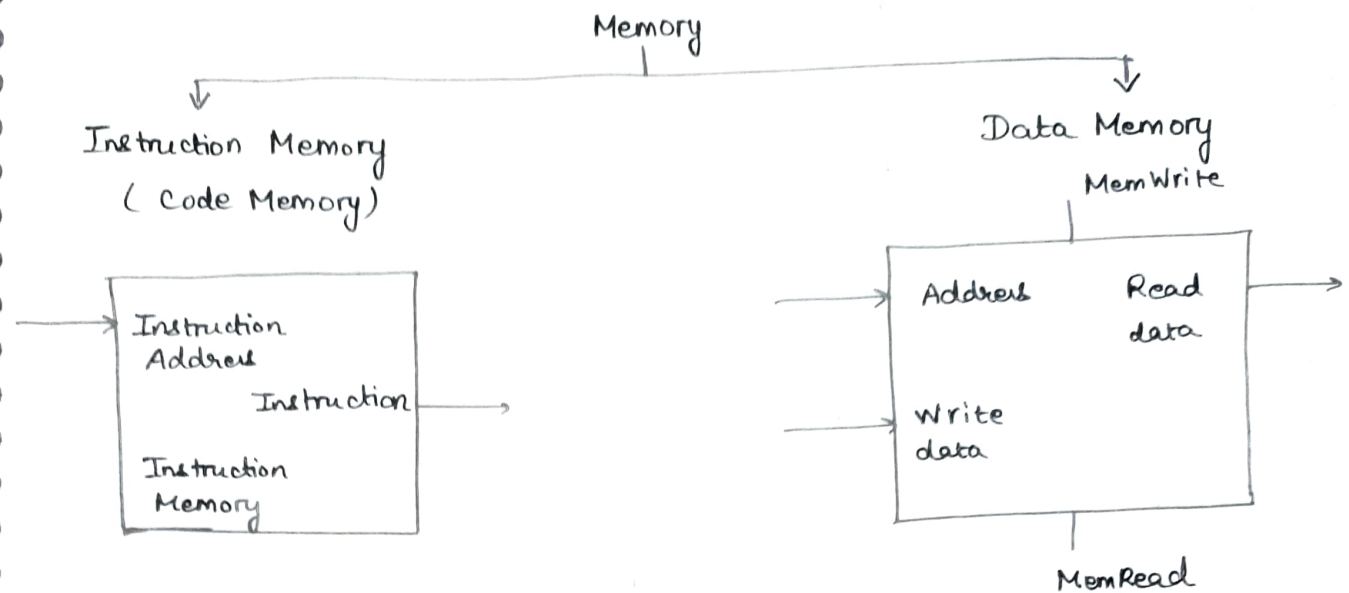 Memory
Instruction Memory
( Code Memory)
Data Memory
MemWrite
Instruction
Address
Instruction
Instruction
Memory
Address
Read
data
Write
data
MemRead